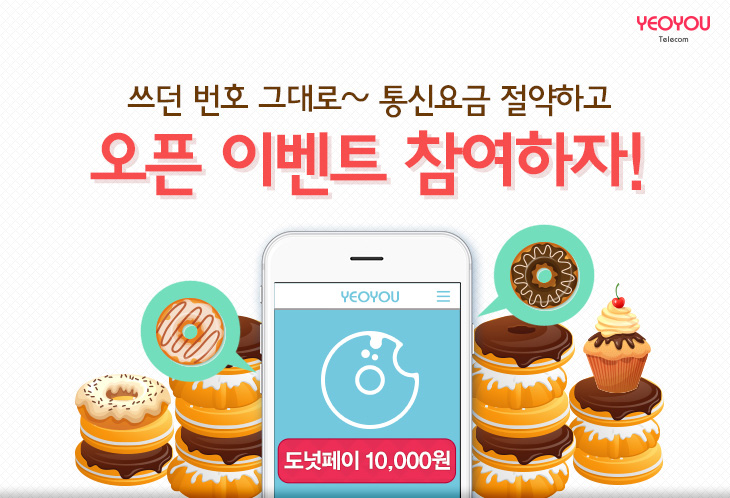 YEOYOU
Telecom
쓰던 번호 그대로~ 통신요금 절약하고
오픈 이벤트 참여하자!
YEOYOU
도넛페이 10,000원